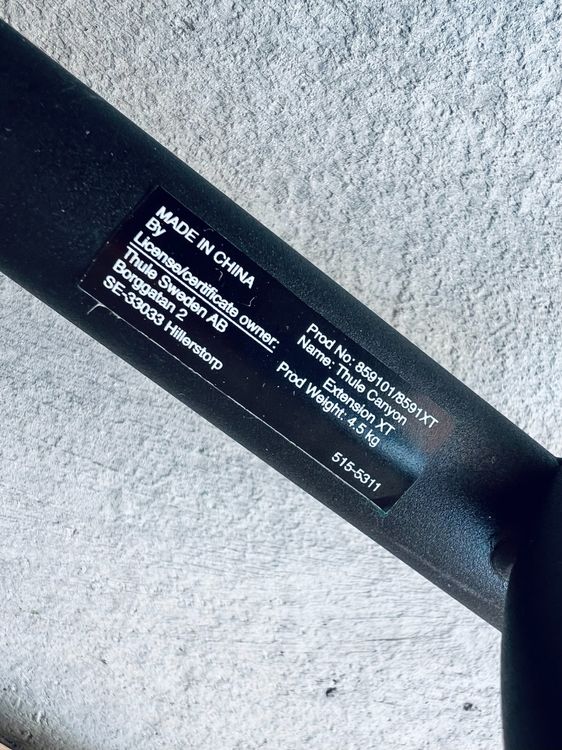 MADE IN CHINA
By
License/certificate owner:
Thule Sweden AB
Borggatan 2
SE-33033 Hillerstorp
Prod No: 859101/8591XT
Name: Thule Canyon
Extension XT
Prod Weight: 4.5 kg
515-5311